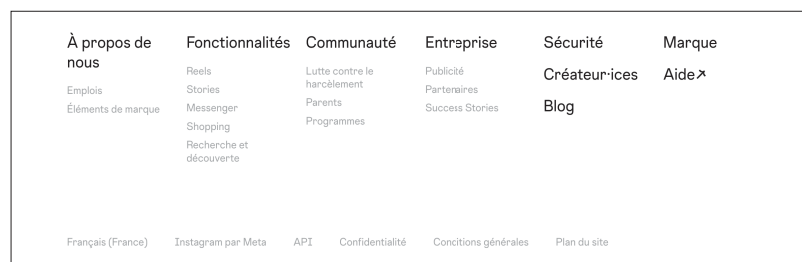 À propos de
nous
Emplois
Éléments de marque
Fonctionnalités
Reels
Stories
Messenger
Shopping
Recherche et
découverte
Communauté
Lutte contre le
harcèlement
Parents
Programmes
Entreprise
Publicité
Partenaires
Success Stories
Sécurité
Créateur·ices
Blog
Marque
Aide↗
Français (France) Instagram par Meta API Confidentialité Concitions générales Plan du site